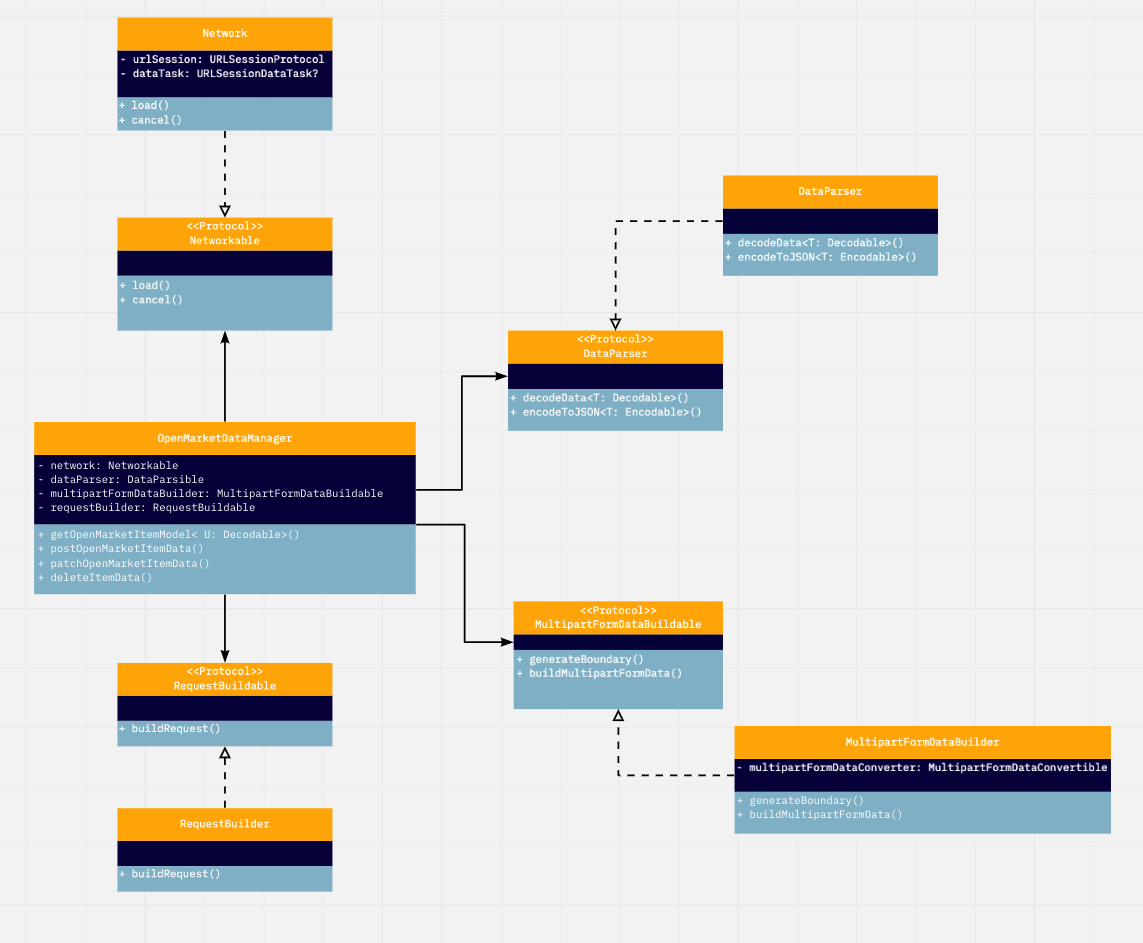 Network
- urlSession: URLSessionProtocol
- dataTask: URLSessionDataTask?
+ load()
+ cancel()
<<Protocol>>
Networkable
+ load()
+ cancel()
DataParser
+ decodeData<T: Decodable>()
+ encodeToJSON<T: Encodable>()
<<Protocol>>
DataParser
+ decodeData<T: Decodable>()
+ encodeToJSON<T: Encodable>()
OpenMarketDataManager
- network: Networkable
- dataParser: DataParsible
- multipartFormDataBuilder: MultipartFormDataBuildable
- requestBuilder: RequestBuildable
+ getOpenMarketItemModel< U: Decodable>()
+ postOpenMarketItemData()
+ patchOpenMarketItemData()
+ deleteItemData()
<<Protocol>>
MultipartFormDataBuildable
+ generateBoundary()
+ buildMultipartFormData()
<<Protocol>>
RequestBuildable
+ buildRequest()
MultipartFormDataBuilder
- multipartFormDataConverter: MultipartFormDataConvertible
+ generateBoundary()
+ buildMultipartFormData()
RequestBuilder
+ buildRequest()